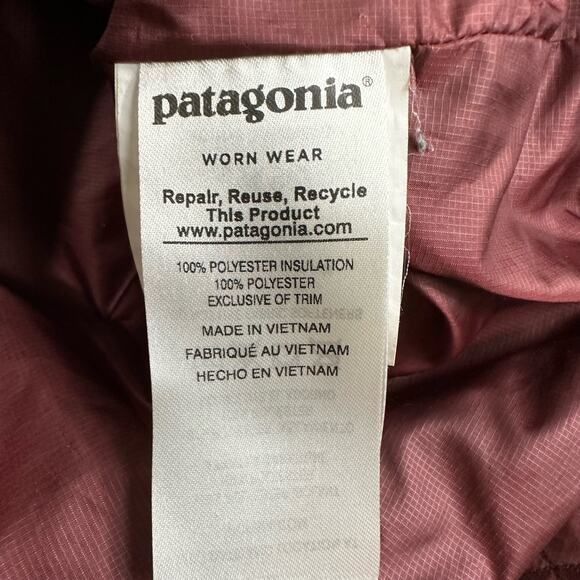 patagonia®
WORN WEAR
Repair, Reuse, Recycle
This Product
www.patagonia.com
100% POLYESTER INSULATION
100% POLYESTER
EXCLUSIVE OF TRIM
MADE IN VIETNAM
FABRIQUÉ AU VIETNAM
HECHO EN VIETNAM